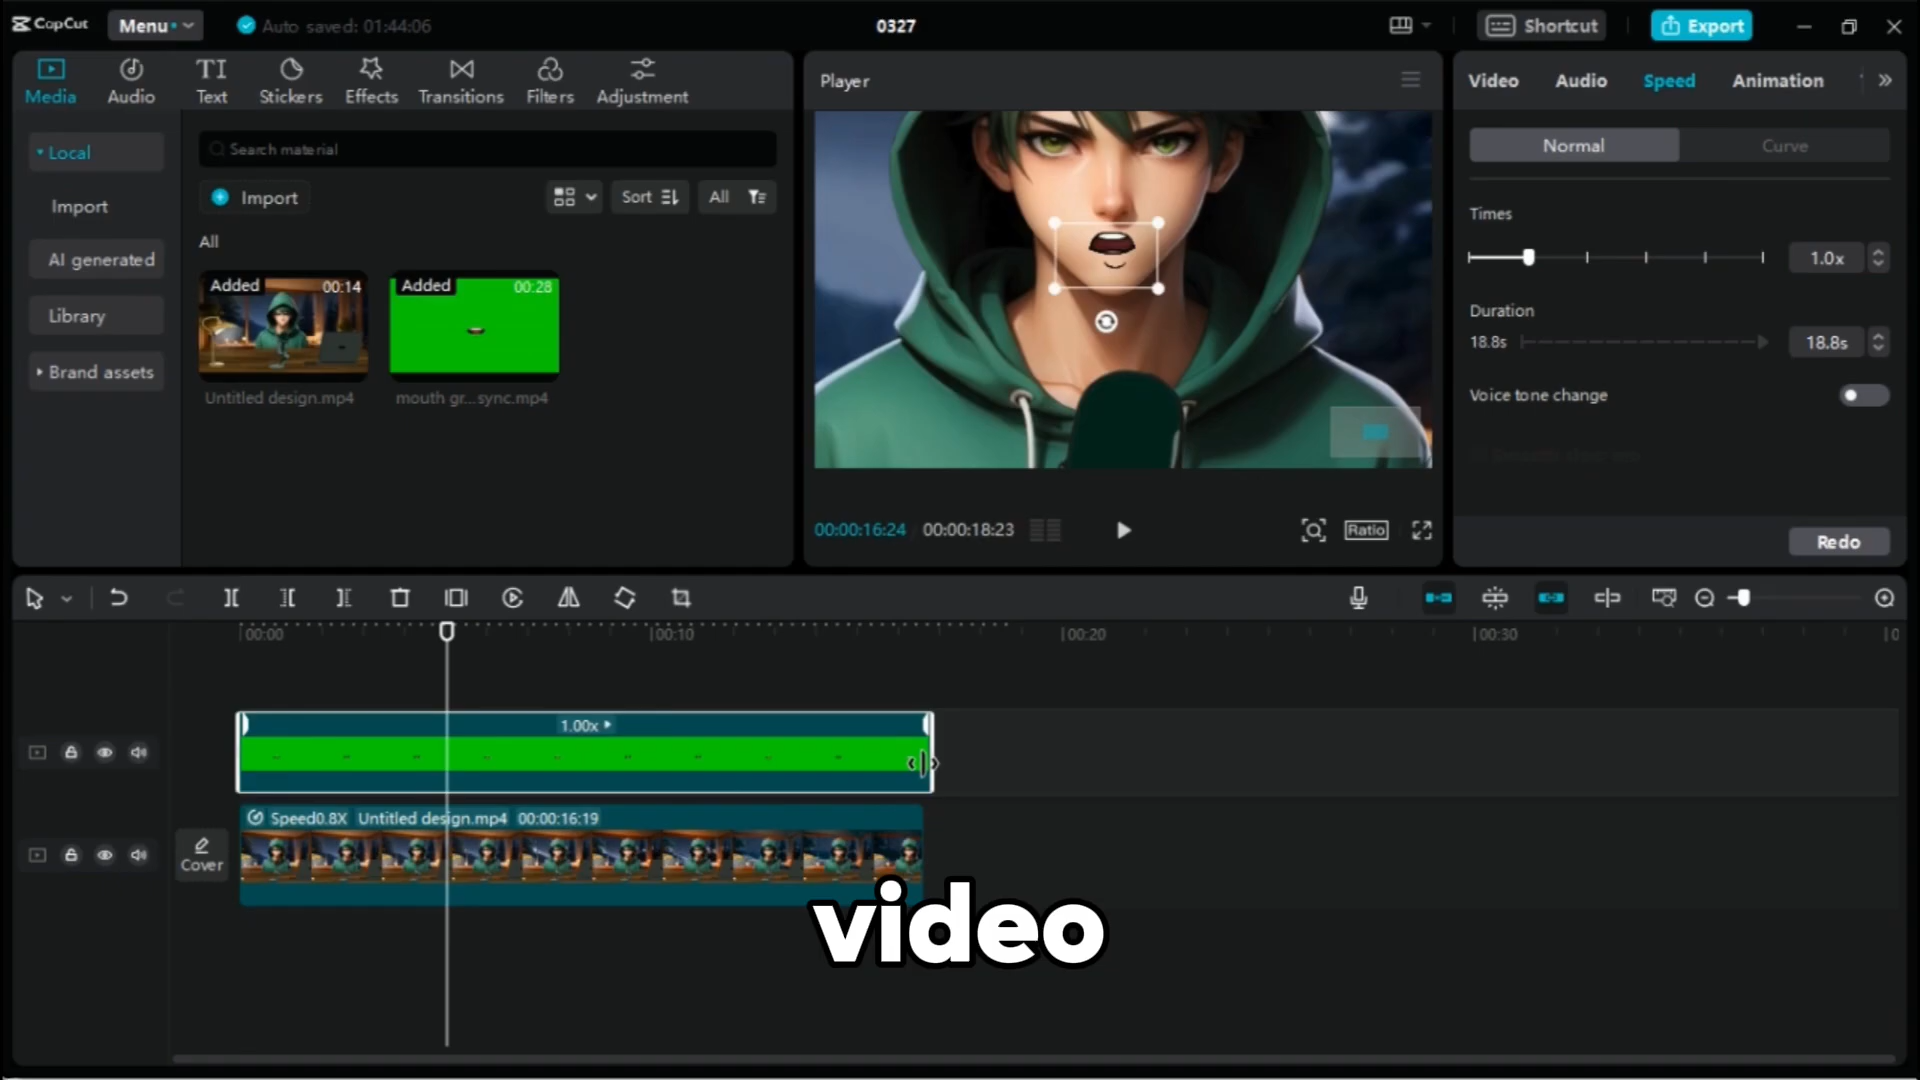 CapCut
Menu
Auto saved: 01:44:06
0327
Shortcut
Export
Media
Audio
Text
Stickers
Effects
Transitions
Filters
Adjustment
Local
Import
AI generated
Library
Brand assets
Search material
Import
Sort
All
All
Added
00:14
Untitled design.mp4
Added
00:28
mouth gr...sync.mp4
Player
00:00:16:24
00:00:18:23
Ratio
Video
Audio
Speed
Animation
Normal
Curve
Times
1.0x
Duration
18.8s
18.8s
Voice tone change
Redo
00:00
00:10
00:20
00:30
0
1.00x
Cover
Speed0.8X Untitled design.mp4 00:00:16:19
video